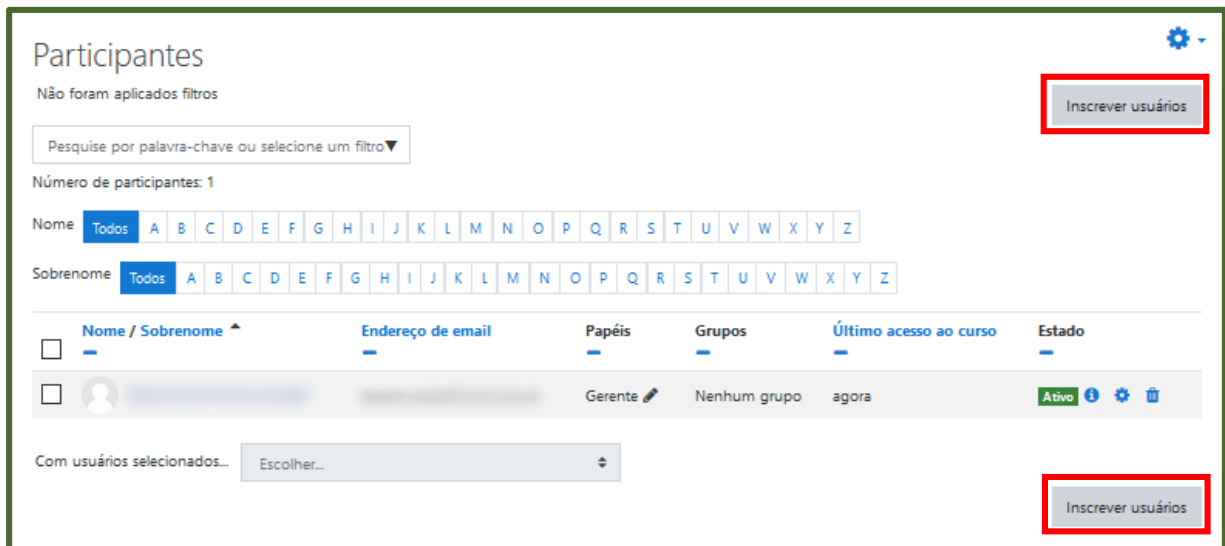 Participantes
Não foram aplicados filtros
Inscrever usuários
Pesquise por palavra-chave ou selecione um filtro▼
Número de participantes: 1
Nome Todos A B C D E F G H I J K L M N O P Q R S T U V W X Y Z
Sobrenome Todos A B C D E F G H I J K L M N O P Q R S T U V W X Y Z
Nome / Sobrenome Endereço de email Papéis Grupos Último acesso ao curso Estado
Gerente Nenhum grupo agora Ativo
Com usuários selecionados... Escolher...
Inscrever usuários